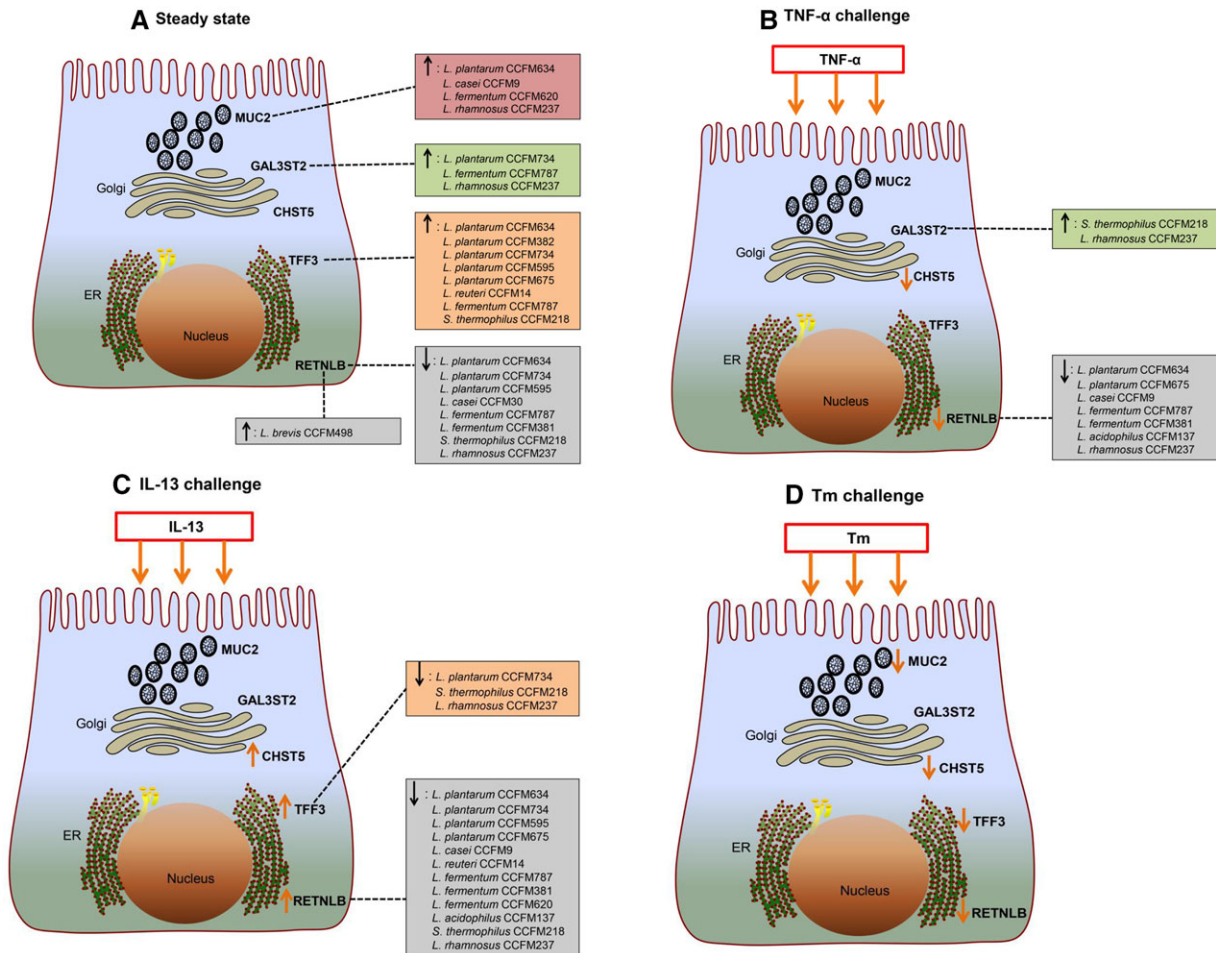 A Steady state
↑ : L. plantarum CCFM634
L. casei CCFM9
L. fermentum CCFM620
L. rhamnosus CCFM237
MUC2
GAL3ST2
↑ : L. plantarum CCFM734
L. fermentum CCFM787
L. rhamnosus CCFM237
Golgi
CHST5
↑ : L. plantarum CCFM634
L. plantarum CCFM382
L. plantarum CCFM734
L. plantarum CCFM595
L. plantarum CCFM675
L. reuteri CCFM14
L. fermentum CCFM787
S. thermophilus CCFM218
TFF3
ER
Nucleus
RETNLB
↓ : L. plantarum CCFM634
L. plantarum CCFM734
L. plantarum CCFM595
L. casei CCFM30
L. fermentum CCFM787
L. fermentum CCFM381
S. thermophilus CCFM218
L. rhamnosus CCFM237
↑ : L. brevis CCFM498
B TNF-α challenge
TNF-α
MUC2
GAL3ST2
↑ : S. thermophilus CCFM218
L. rhamnosus CCFM237
Golgi
CHST5
TFF3
ER
Nucleus
RETNLB
↓ : L. plantarum CCFM634
L. plantarum CCFM675
L. casei CCFM9
L. fermentum CCFM787
L. fermentum CCFM381
L. acidophilus CCFM137
L. rhamnosus CCFM237
C IL-13 challenge
IL-13
MUC2
GAL3ST2
Golgi
CHST5
↓ : L. plantarum CCFM734
S. thermophilus CCFM218
L. rhamnosus CCFM237
TFF3
ER
Nucleus
RETNLB
↓ : L. plantarum CCFM634
L. plantarum CCFM734
L. plantarum CCFM595
L. plantarum CCFM675
L. casei CCFM9
L. reuteri CCFM14
L. fermentum CCFM787
L. fermentum CCFM381
L. fermentum CCFM620
L. acidophilus CCFM137
S. thermophilus CCFM218
L. rhamnosus CCFM237
D Tm challenge
Tm
MUC2
GAL3ST2
Golgi
CHST5
TFF3
ER
Nucleus
RETNLB